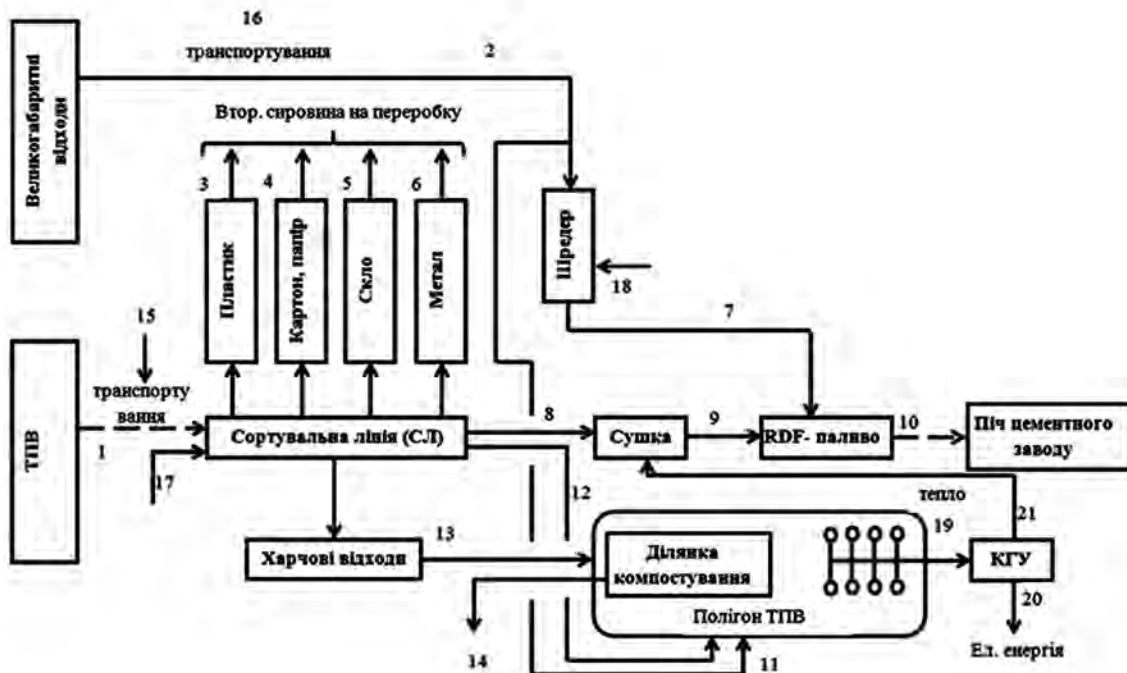 16
транспортування
2
Великогабаритні
відходи
Втор. сировина на переробку
3
4
5
6
Пластик
Картон, папір
Скло
Метал
Шредер
18
7
15
ТПВ
транспорту
вання
1
17
Сортувальна лінія (СЛ)
8
Сушка
9
RDF- паливо
10
Піч цементного
заводу
12
тепло
19
21
13
Харчові відходи
Ділянка
компостування
КГУ
20
Полігон ТПВ
14
11
Ел. енергія